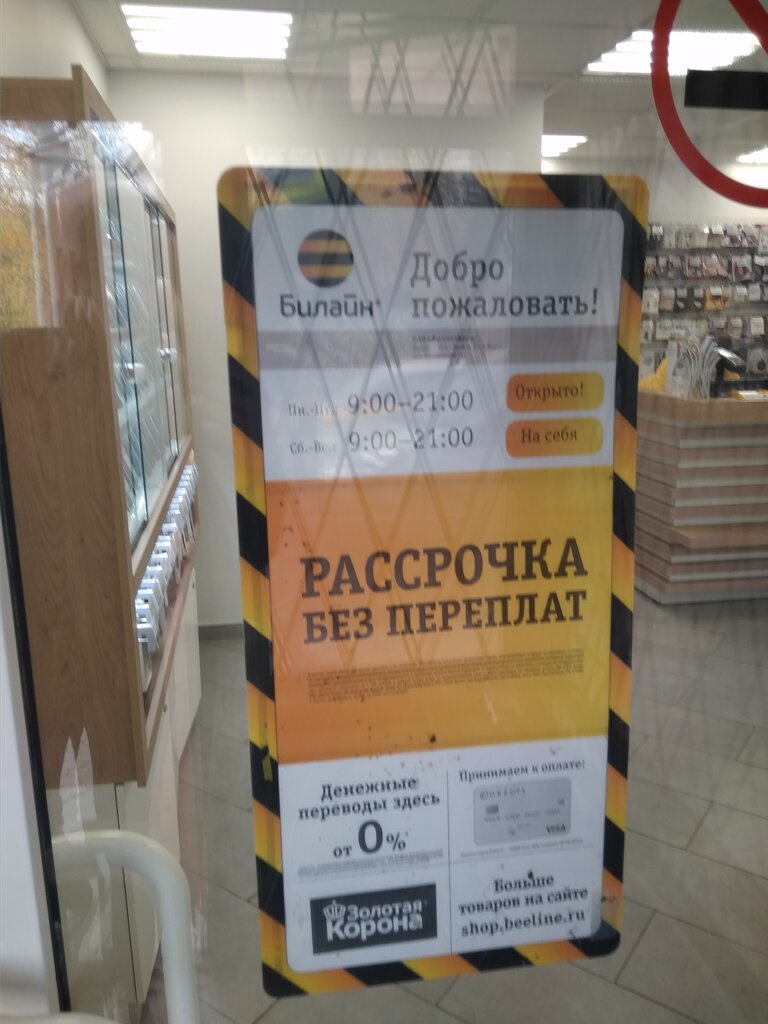 Билайн
Добро
пожаловать!
Пн.-Пт.: 9:00–21:00
Открыто!
Сб.-Вс.: 9:00–21:00
На себя
РАССРОЧКА
БЕЗ ПЕРЕПЛАТ
Денежные
переводы здесь
от 0%
Золотая
Корона
Принимаем к оплате:
VISA
Больше
товаров на сайте
shop.beeline.ru